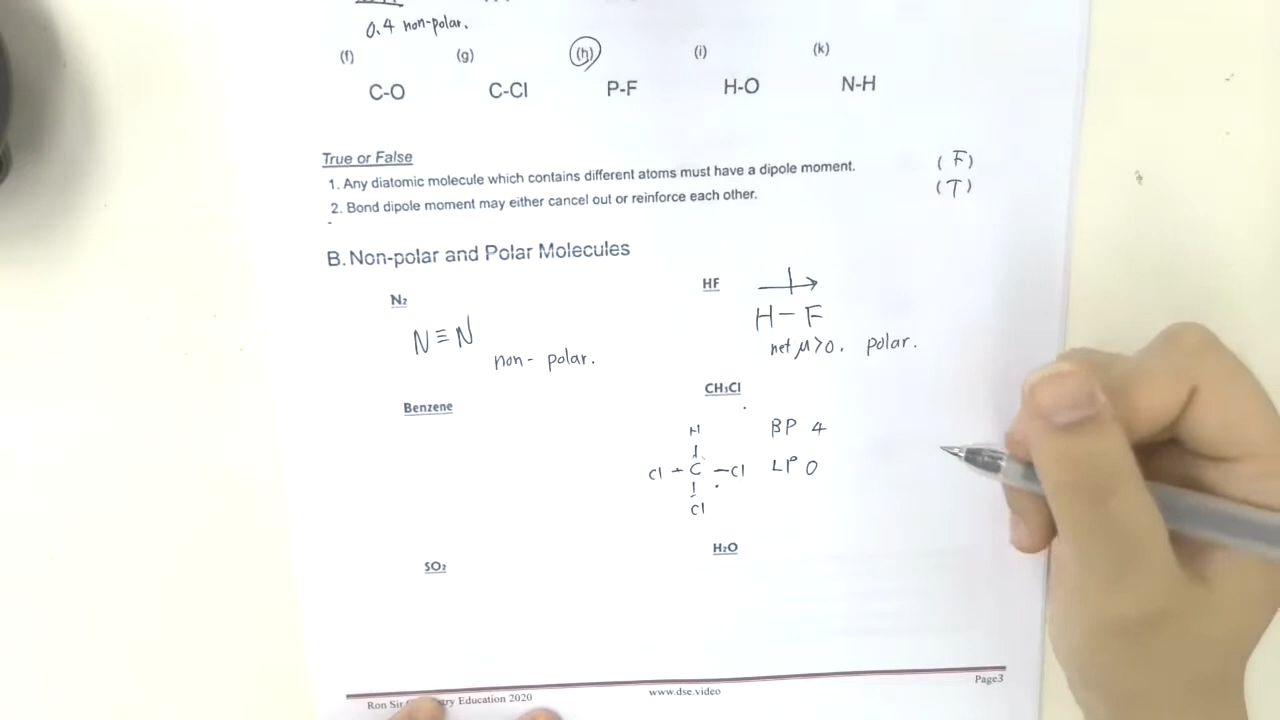 0.4 non-polar.
(f) (g) (h) (i) (k)
C-O C-Cl P-F H-O N-H
True or False
1. Any diatomic molecule which contains different atoms must have a dipole moment. (F)
2. Bond dipole moment may either cancel out or reinforce each other. (T)
B. Non-polar and Polar Molecules
N₂ HF
N≡N H-F
non-polar. net μ>0. polar.
Benzene CH₃Cl
H BP 4
Cl-C-Cl LP 0
Cl
SO₂ H₂O
Ron Sir Education 2020 www.dse.video Page3